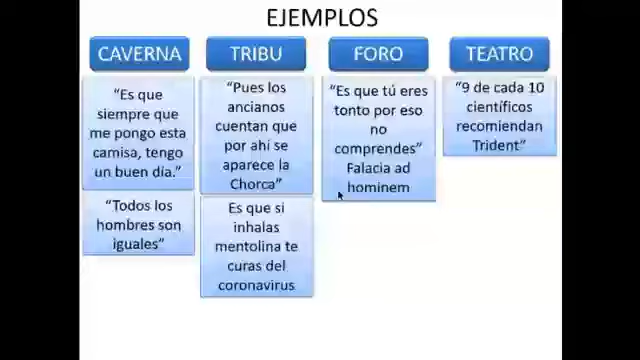 EJEMPLOS
CAVERNA
"Es que
siempre que
me pongo esta
camisa, tengo
un buen día."
"Todos los
hombres son
iguales"
TRIBU
"Pues los
ancianos
cuentan que
por ahí se
aparece la
Chorca"
Es que si
inhalas
mentolina te
curas del
coronavirus
FORO
"Es que tú eres
tonto por eso
no
comprendes"
Falacia ad
hominem
TEATRO
"9 de cada 10
científicos
recomiendan
Trident"